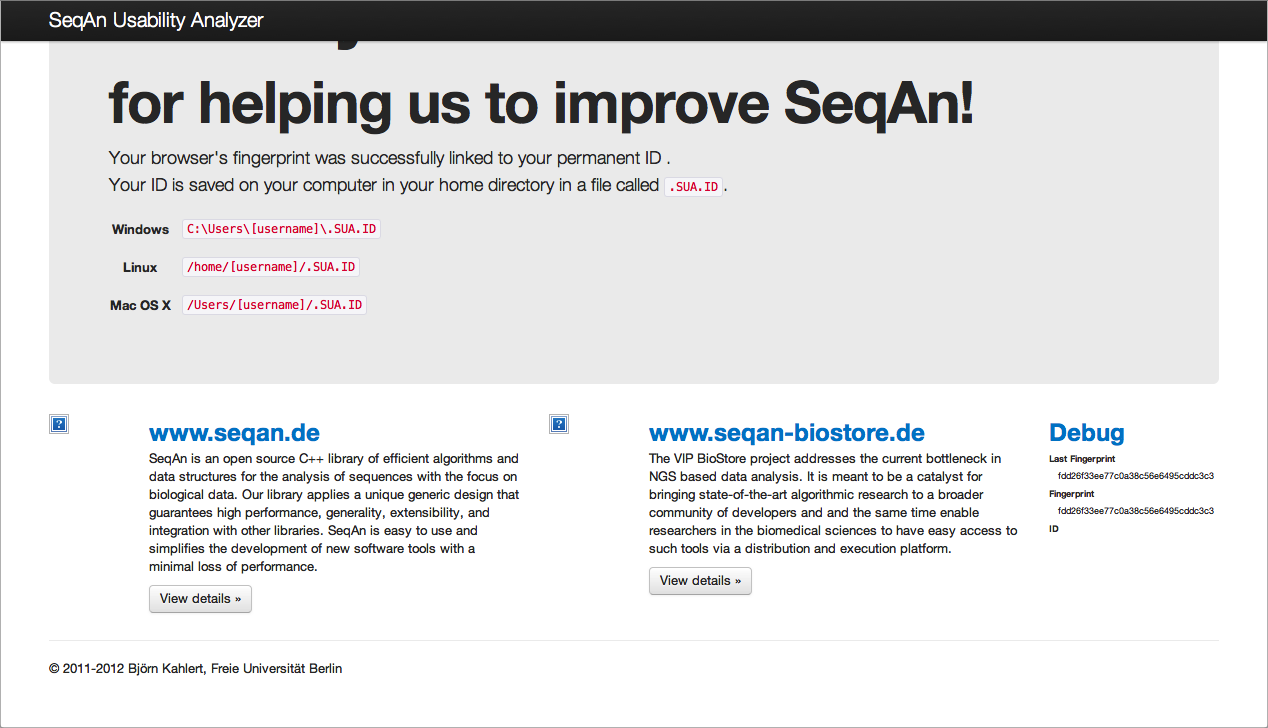 SeqAn Usability Analyzer
for helping us to improve SeqAn!
Your browser's fingerprint was successfully linked to your permanent ID .
Your ID is saved on your computer in your home directory in a file called .SUA.ID.
Windows C:\Users\[username]\.SUA.ID
Linux /home/[username]/.SUA.ID
Mac OS X /Users/[username]/.SUA.ID
www.seqan.de
SeqAn is an open source C++ library of efficient algorithms and
data structures for the analysis of sequences with the focus on
biological data. Our library applies a unique generic design that
guarantees high performance, generality, extensibility, and
integration with other libraries. SeqAn is easy to use and
simplifies the development of new software tools with a
minimal loss of performance.
View details »
www.seqan-biostore.de
The VIP BioStore project addresses the current bottleneck in
NGS based data analysis. It is meant to be a catalyst for
bringing state-of-the-art algorithmic research to a broader
community of developers and and the same time enable
researchers in the biomedical sciences to have easy access to
such tools via a distribution and execution platform.
View details »
Debug
Last Fingerprint
fdd26f33ee77c0a38c56e6495cddc3c3
Fingerprint
fdd26f33ee77c0a38c56e6495cddc3c3
ID
© 2011-2012 Björn Kahlert, Freie Universität Berlin